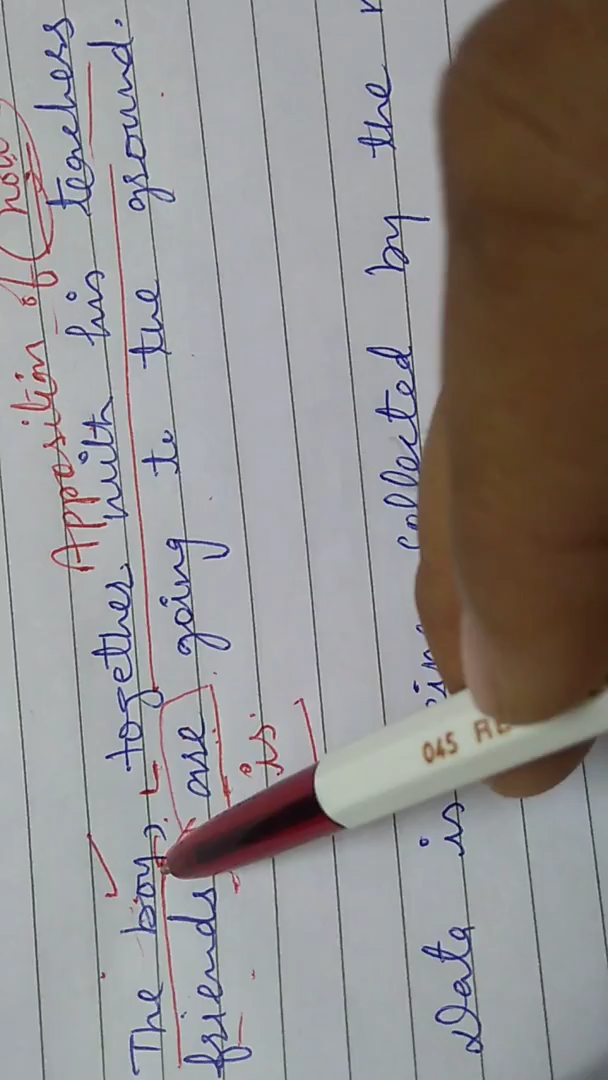 Apposition of (noun
The boy, together with his teachers
friends are going to the ground.
is.
Data is collected by the
045 RE